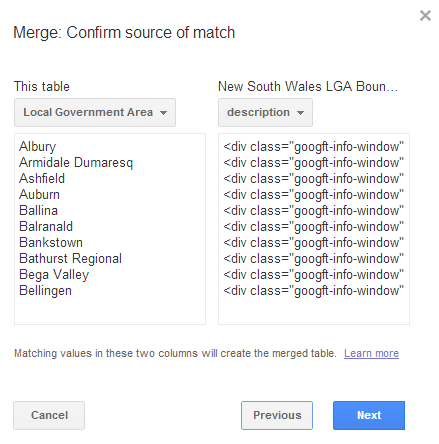 Merge: Confirm source of match
This table
New South Wales LGA Boun...
Local Government Area
description
Albury
Armidale Dumaresq
Ashfield
Auburn
Ballina
Balranald
Bankstown
Bathurst Regional
Bega Valley
Bellingen
<div class="googft-info-window"
<div class="googft-info-window"
<div class="googft-info-window"
<div class="googft-info-window"
<div class="googft-info-window"
<div class="googft-info-window"
<div class="googft-info-window"
<div class="googft-info-window"
<div class="googft-info-window"
<div class="googft-info-window"
Matching values in these two columns will create the merged table. Learn more
Cancel
Previous
Next